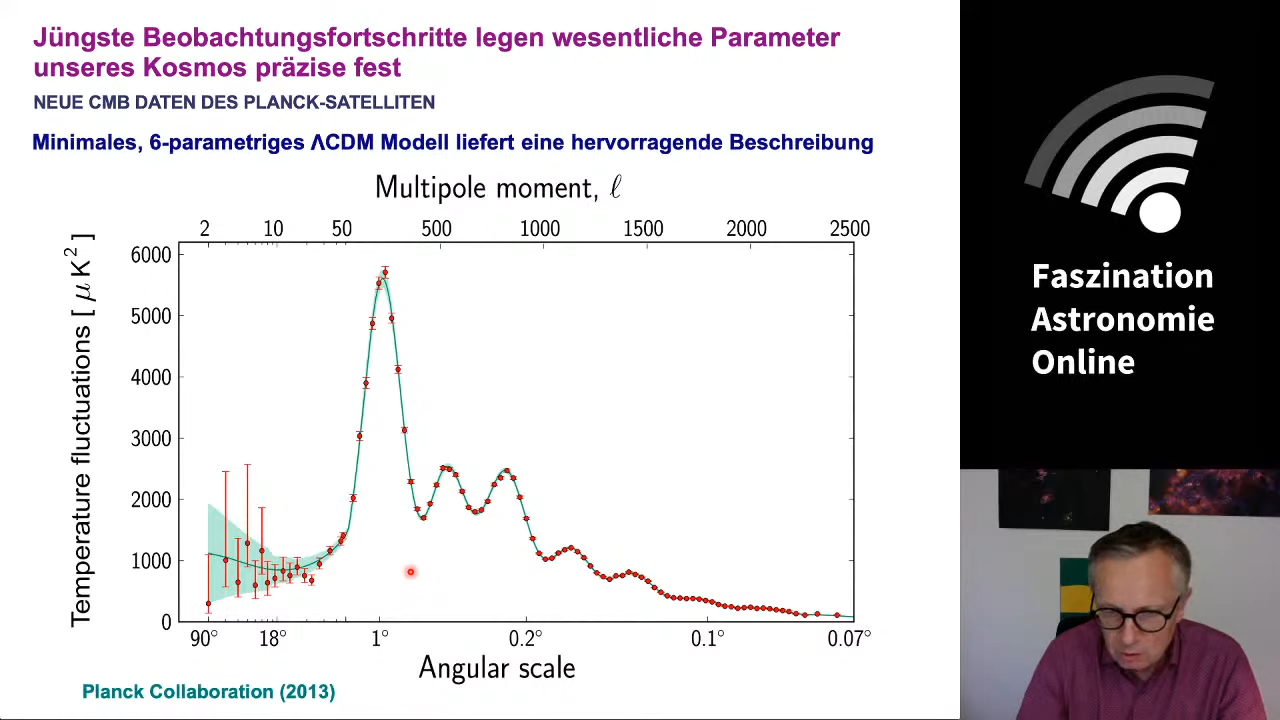 Jüngste Beobachtungsfortschritte legen wesentliche Parameter
unseres Kosmos präzise fest
NEUE CMB DATEN DES PLANCK-SATELLITEN
Minimales, 6-parametriges ΛCDM Modell liefert eine hervorragende Beschreibung
Multipole moment, ℓ
2 10 50 500 1000 1500 2000 2500
Temperature fluctuations [ μ K² ]
6000
5000
4000
3000
2000
1000
0
90° 18° 1° 0.2° 0.1° 0.07°
Angular scale
Planck Collaboration (2013)
Faszination
Astronomie
Online